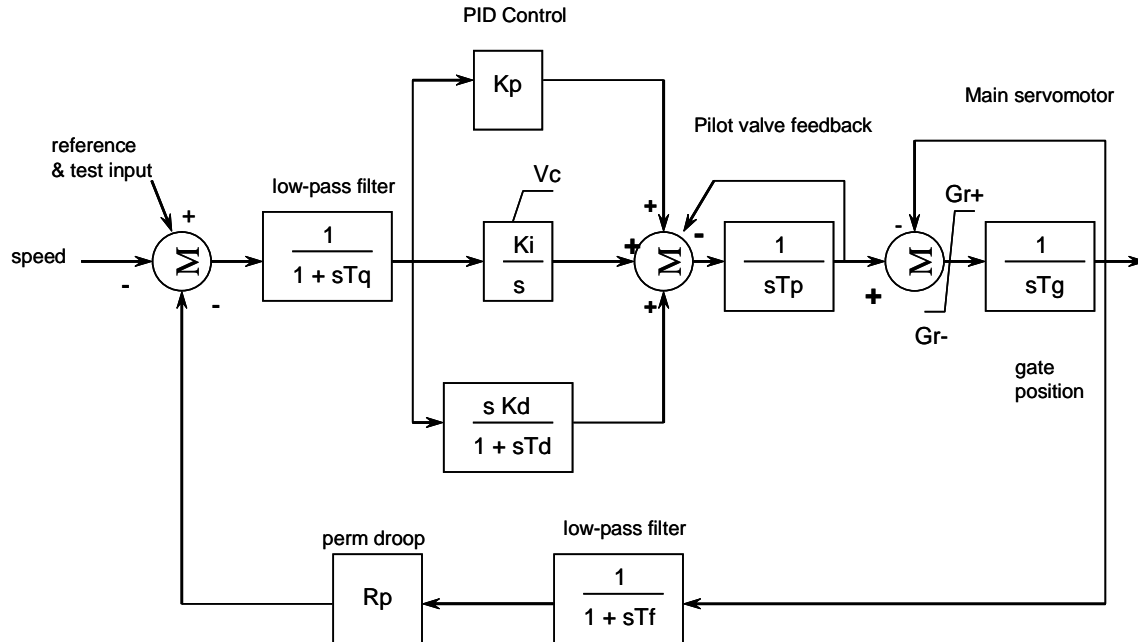 PID Control
Kp
Main servomotor
Pilot valve feedback
reference
& test input
low-pass filter
Vc
Gr+
+
+
-
-
speed
Σ
1
1 + sTq
Ki
s
+
Σ
1
sTp
Σ
1
sTg
-
-
+
+
Gr-
gate
position
s Kd
1 + sTd
low-pass filter
perm droop
Rp
1
1 + sTf